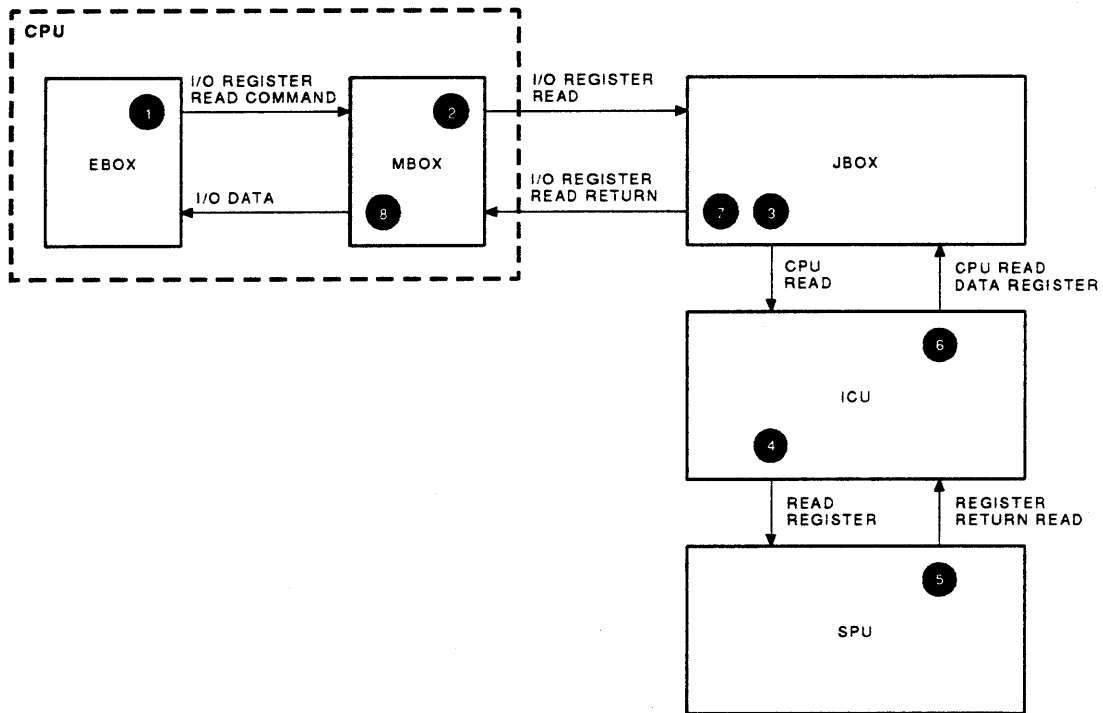 CPU
I/O REGISTER
READ COMMAND
I/O REGISTER
READ
1
2
EBOX
MBOX
JBOX
I/O DATA
I/O REGISTER
READ RETURN
8
7
3
CPU
READ
CPU READ
DATA REGISTER
6
ICU
4
READ
REGISTER
REGISTER
RETURN READ
5
SPU